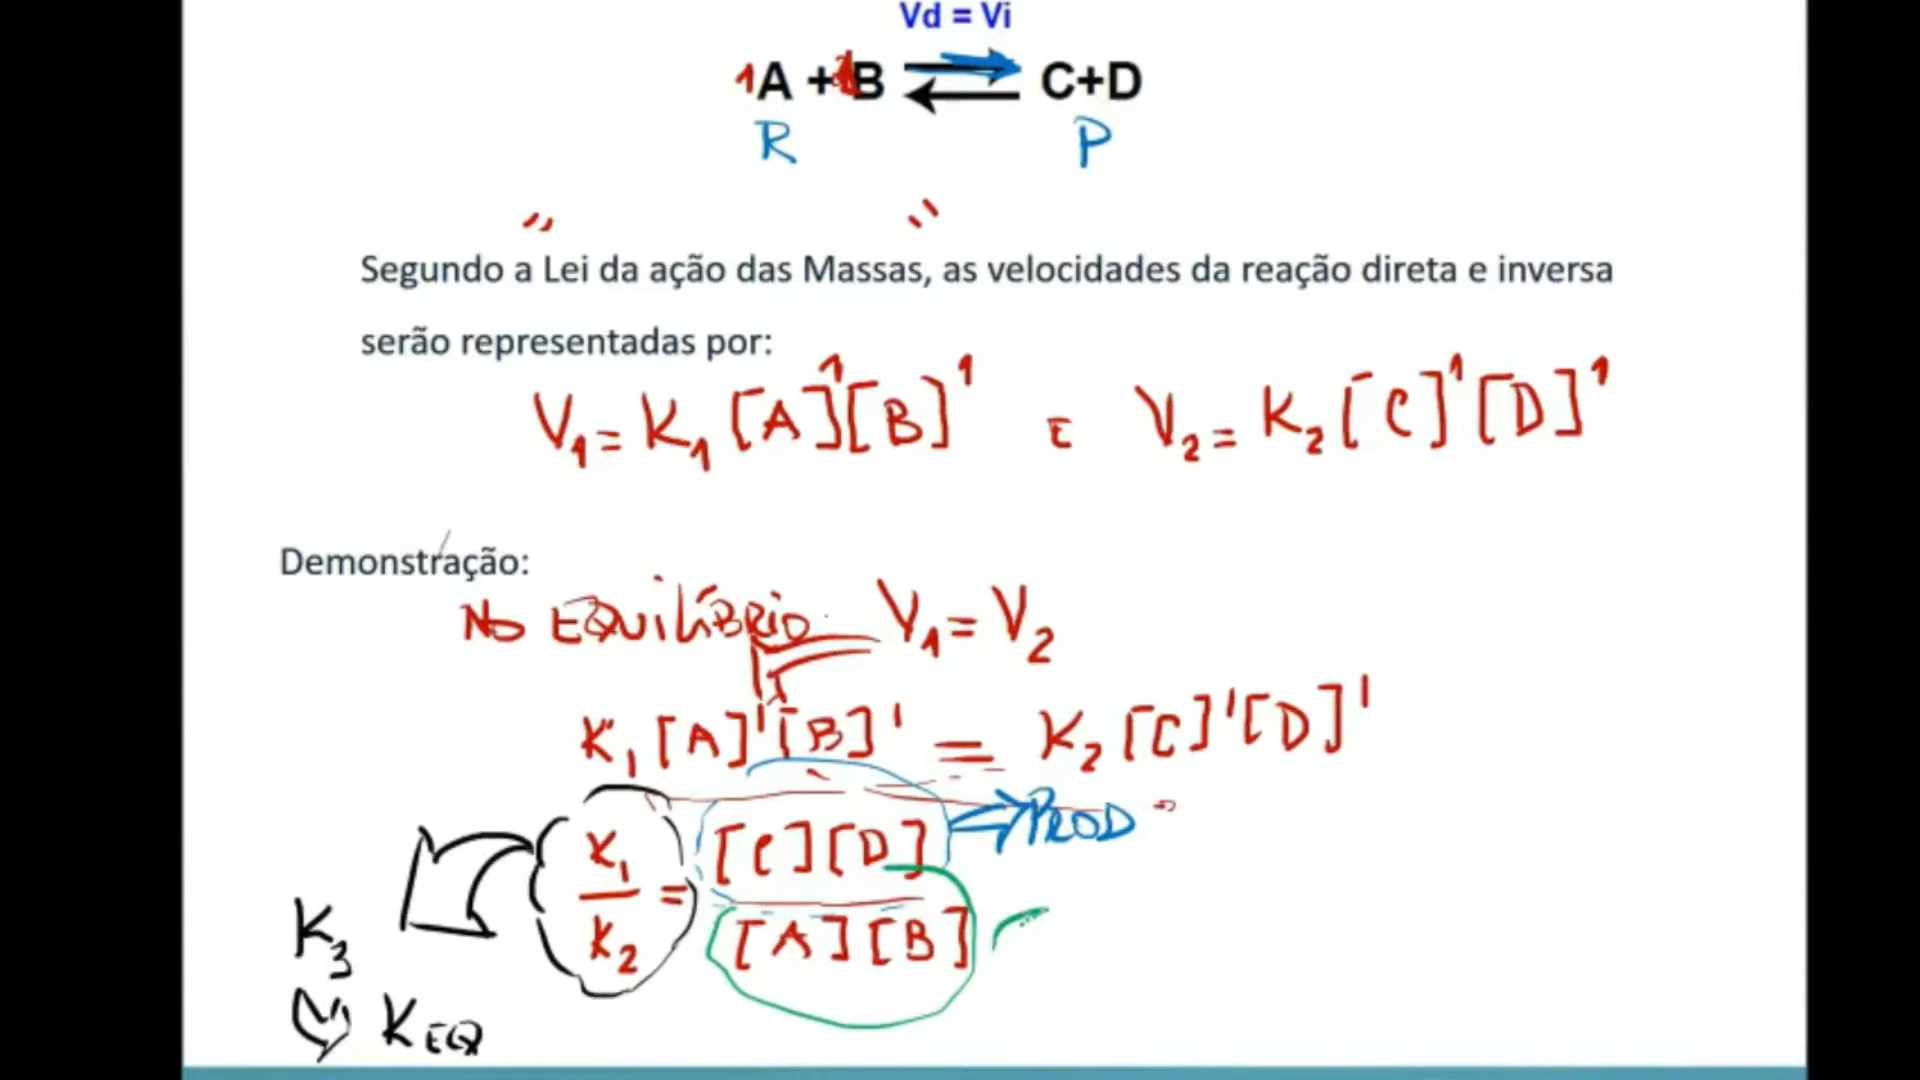 Vd = Vi
1A + 1B ⇌ C+D
R P
" "
Segundo a Lei da ação das Massas, as velocidades da reação direta e inversa
serão representadas por:
V₁ = K₁ [A]¹[B]¹ E V₂ = K₂ [C]¹[D]¹
Demonstração:
NO EQUILÍBRIO V₁ = V₂
K₁ [A]¹[B]¹ = K₂ [C]¹[D]¹
K₁/K₂ = [C][D]/[A][B] ⇒ PROD
K₃
K EQ